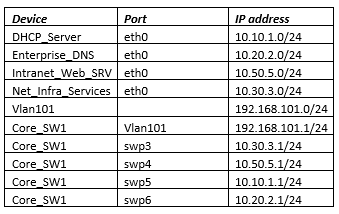 Device Port IP address
DHCP_Server eth0 10.10.1.0/24
Enterprise_DNS eth0 10.20.2.0/24
Intranet_Web_SRV eth0 10.50.5.0/24
Net_Infra_Services eth0 10.30.3.0/24
Vlan101 192.168.101.0/24
Core_SW1 Vlan101 192.168.101.1/24
Core_SW1 swp3 10.30.3.1/24
Core_SW1 swp4 10.50.5.1/24
Core_SW1 swp5 10.10.1.1/24
Core_SW1 swp6 10.20.2.1/24